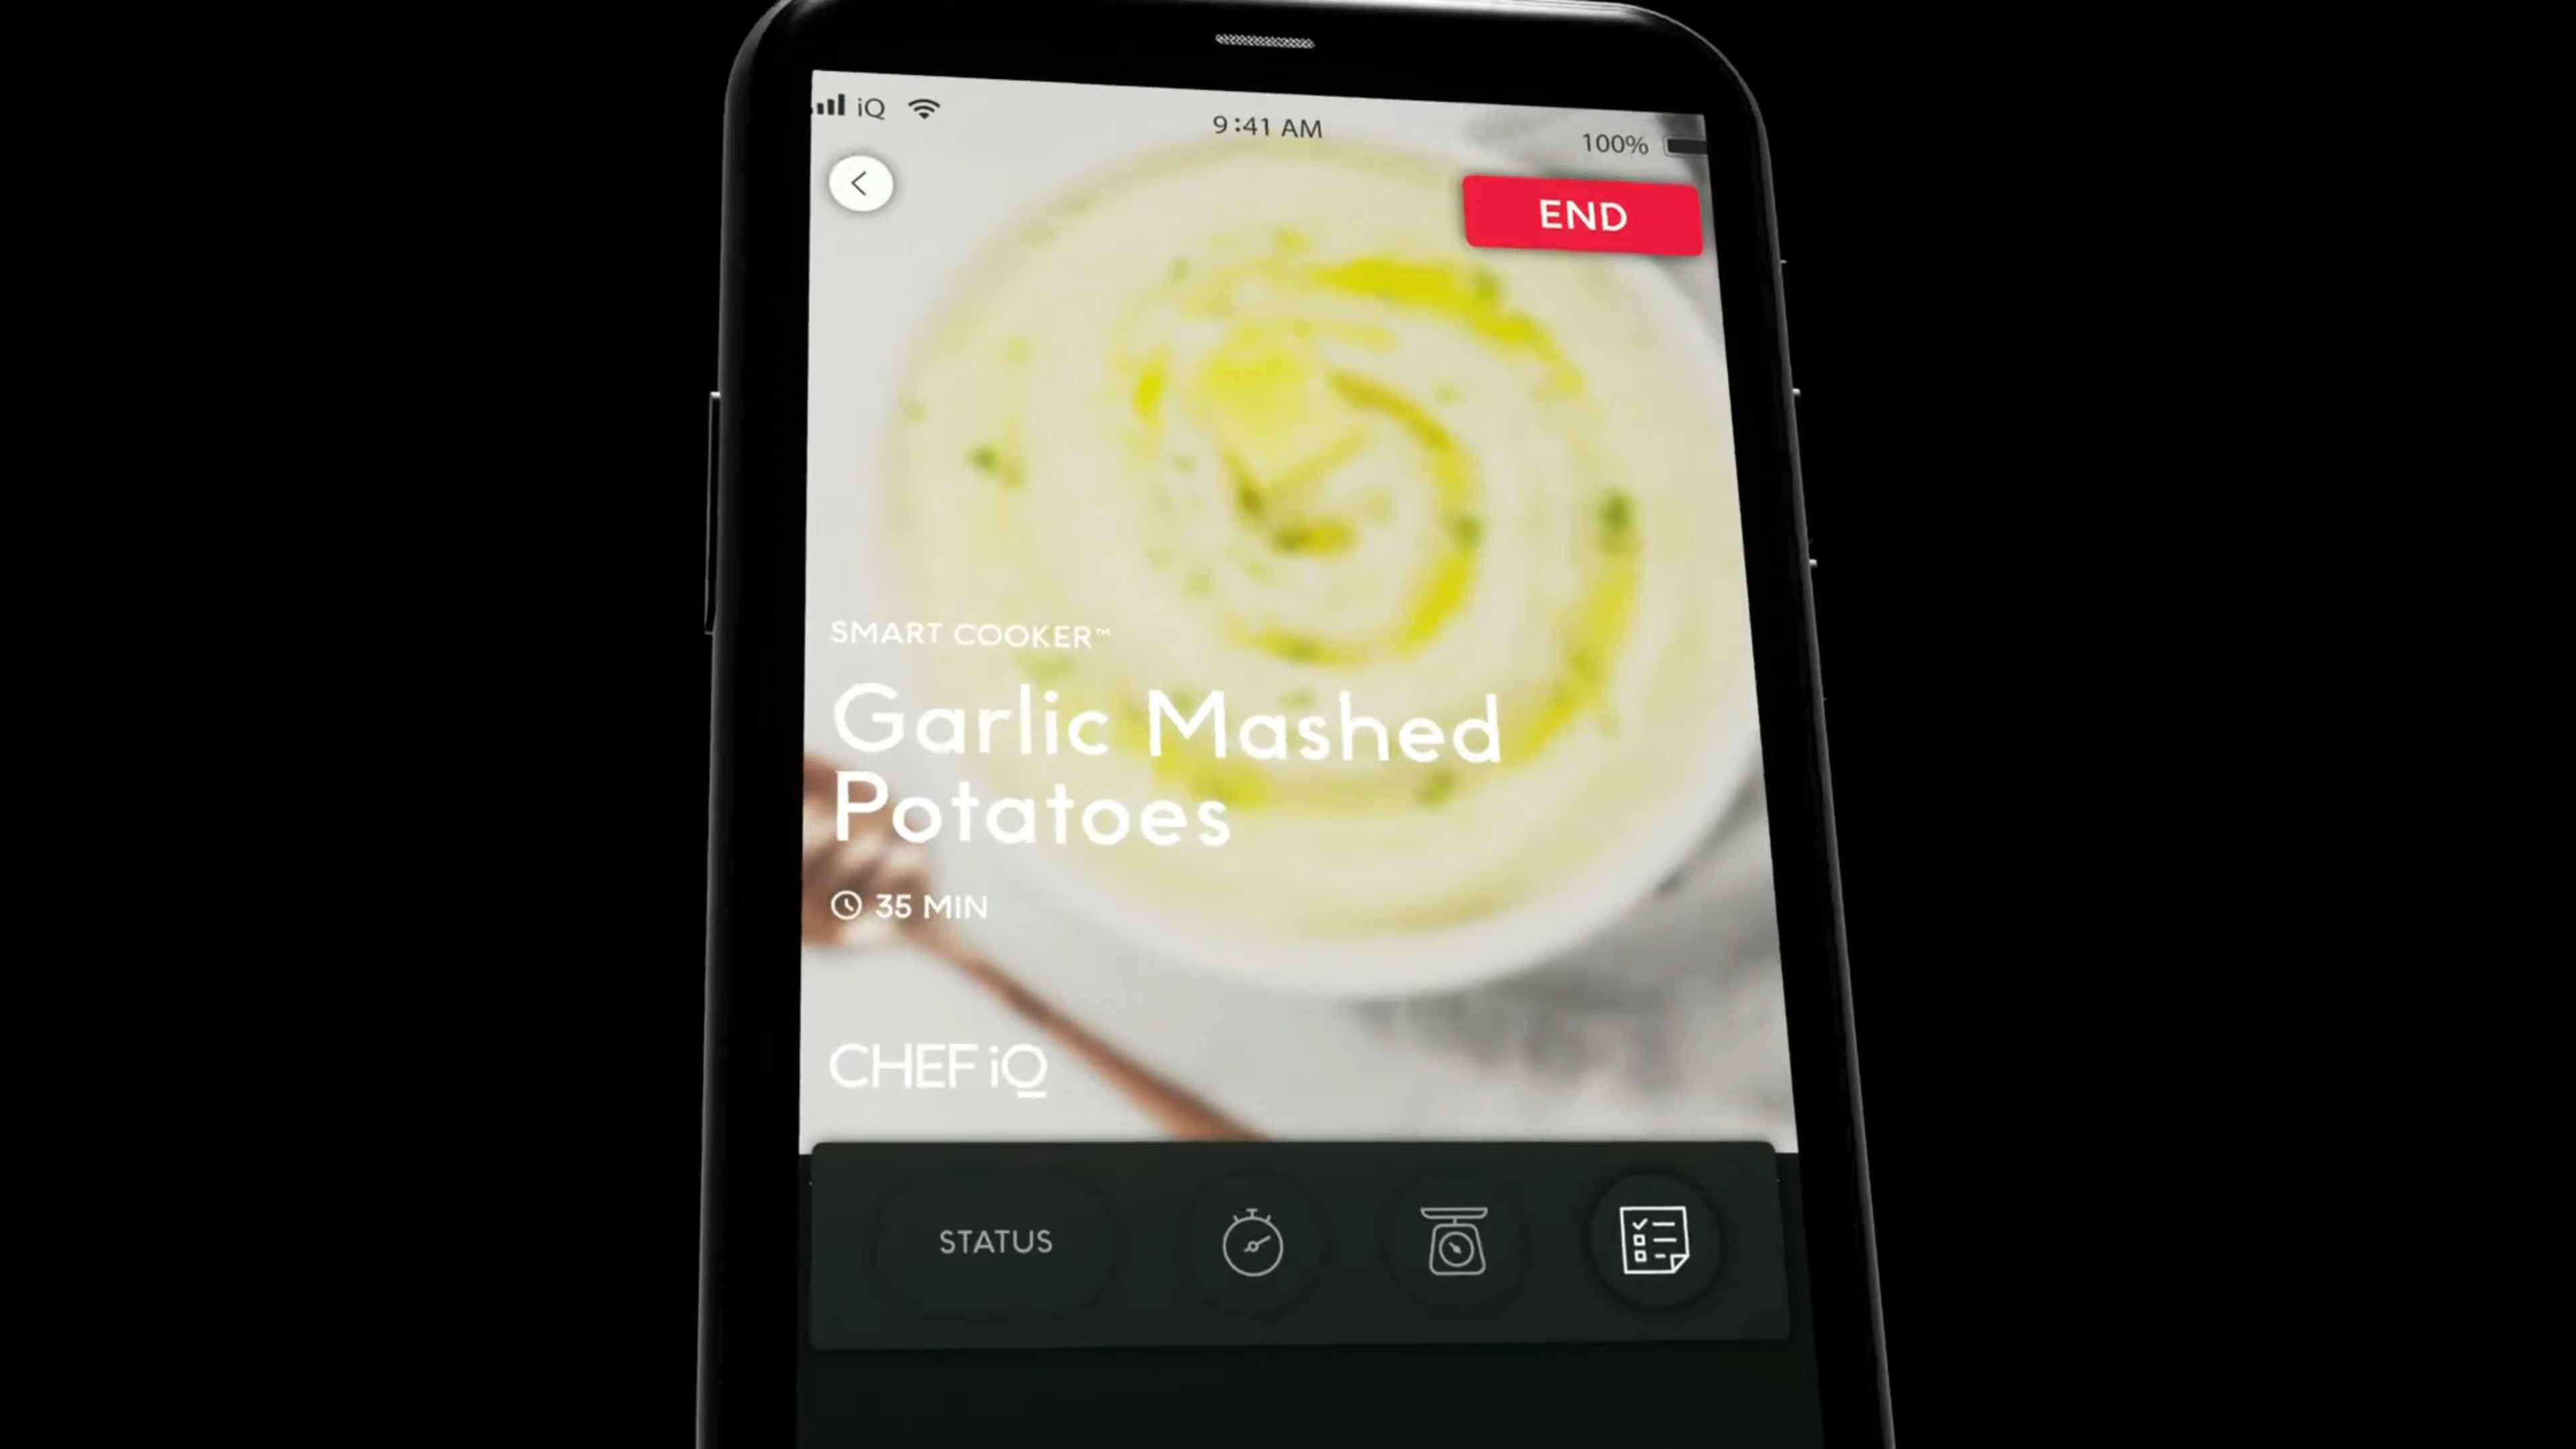 iQ
9:41 AM
100%
END
SMART COOKER™
Garlic Mashed
Potatoes
35 MIN
CHEF iQ
STATUS